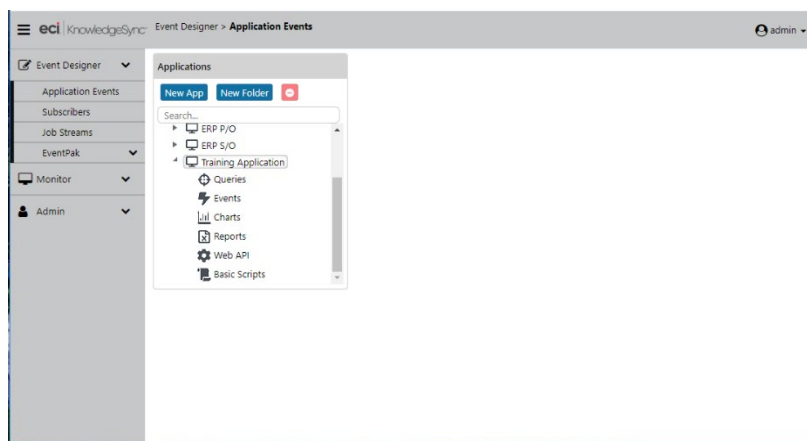 eci KnowledgeSync
Event Designer > Application Events
admin
Event Designer
Application Events
Subscribers
Job Streams
EventPak
Monitor
Admin
Applications
New App
New Folder
Search...
ERP P/O
ERP S/O
Training Application
Queries
Events
Charts
Reports
Web API
Basic Scripts